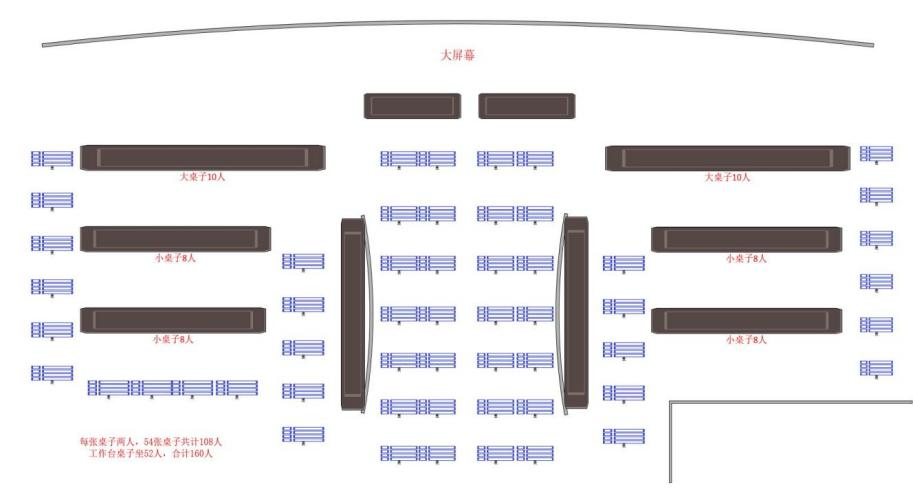 大屏幕
大桌子10人
大桌子10人
小桌子8人
小桌子8人
小桌子8人
小桌子8人
每张桌子两人，54张桌子共计108人
工作台桌子坐52人，合计160人